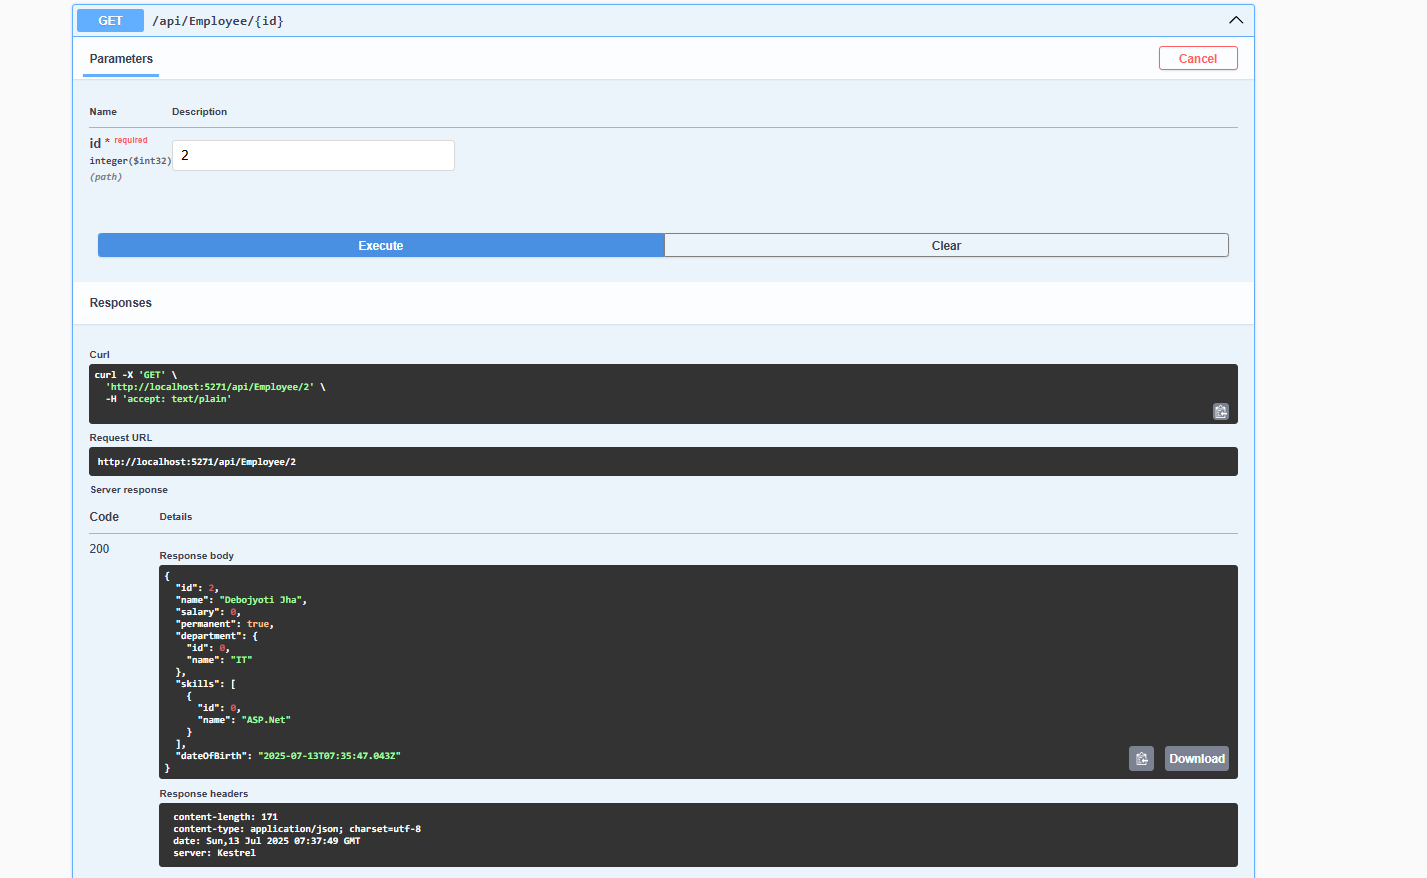 GET /api/Employee/{id}
Parameters
Cancel
Name Description
id * required
integer($int32)
(path)
2
Execute Clear
Responses
Curl
curl -X 'GET' \
  'http://localhost:5271/api/Employee/2' \
  -H 'accept: text/plain'
Request URL
http://localhost:5271/api/Employee/2
Server response
Code Details
200
Response body
{
  "id": 2,
  "name": "Debojyoti Jha",
  "salary": 0,
  "permanent": true,
  "department": {
    "id": 0,
    "name": "IT"
  },
  "skills": [
    {
      "id": 0,
      "name": "ASP.Net"
    }
  ],
  "dateOfBirth": "2025-07-13T07:35:47.043Z"
}
Download
Response headers
content-length: 171
content-type: application/json; charset=utf-8
date: Sun,13 Jul 2025 07:37:49 GMT
server: Kestrel